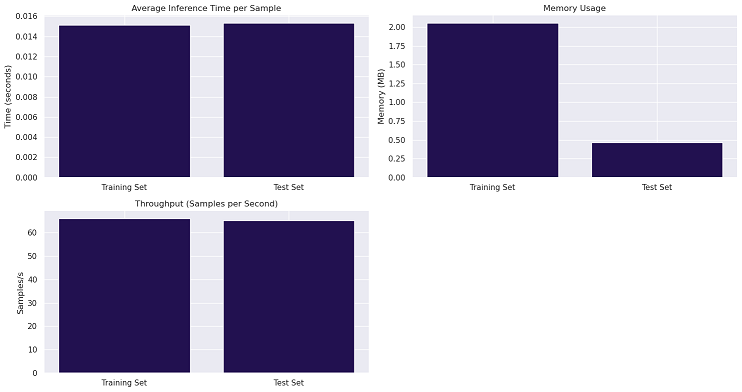 Average Inference Time per Sample
Time (seconds)
0.016
0.014
0.012
0.010
0.008
0.006
0.004
0.002
0.000
Training Set
Test Set
Memory Usage
Memory (MB)
2.00
1.75
1.50
1.25
1.00
0.75
0.50
0.25
0.00
Training Set
Test Set
Throughput (Samples per Second)
Samples/s
60
50
40
30
20
10
0
Training Set
Test Set